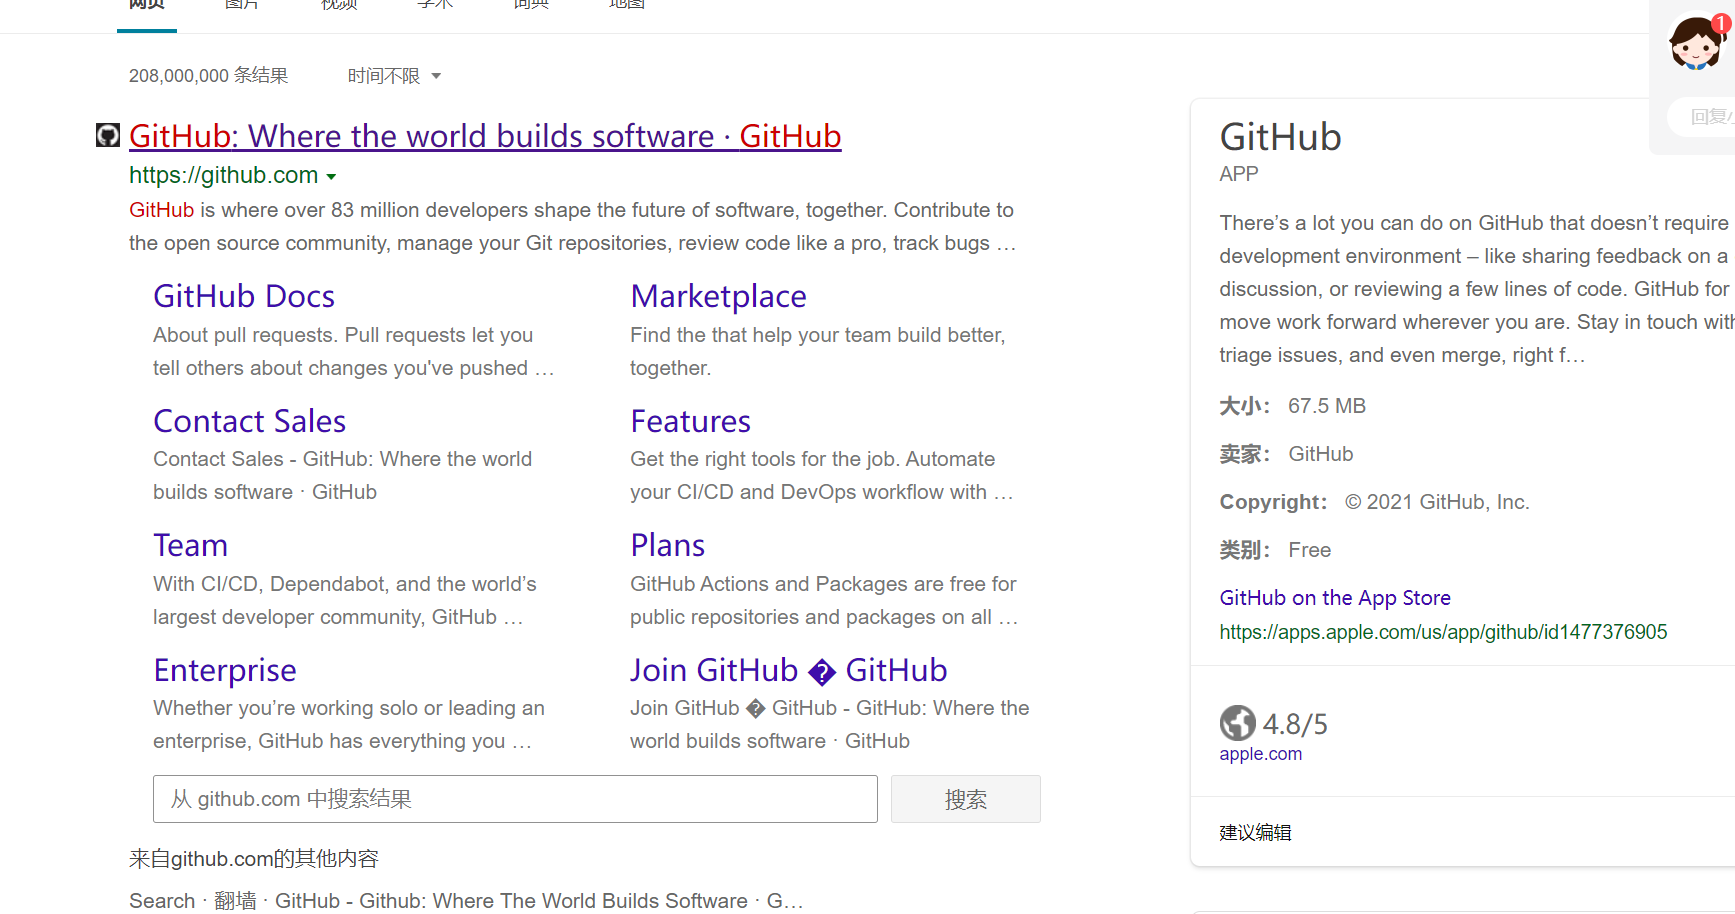 网页 图片 视频 学术 词典 地图
1
回复
208,000,000 条结果 时间不限
GitHub: Where the world builds software · GitHub
https://github.com
GitHub is where over 83 million developers shape the future of software, together. Contribute to
the open source community, manage your Git repositories, review code like a pro, track bugs …
GitHub Docs
About pull requests. Pull requests let you
tell others about changes you've pushed …
Marketplace
Find the that help your team build better,
together.
Contact Sales
Contact Sales - GitHub: Where the world
builds software · GitHub
Features
Get the right tools for the job. Automate
your CI/CD and DevOps workflow with …
Team
With CI/CD, Dependabot, and the world’s
largest developer community, GitHub …
Plans
GitHub Actions and Packages are free for
public repositories and packages on all …
Enterprise
Whether you’re working solo or leading an
enterprise, GitHub has everything you …
Join GitHub � GitHub
Join GitHub � GitHub - GitHub: Where the
world builds software · GitHub
从 github.com 中搜索结果
搜索
来自github.com的其他内容
Search · 翻墙 · GitHub - Github: Where The World Builds Software · G…
GitHub
APP
There’s a lot you can do on GitHub that doesn’t require
development environment – like sharing feedback on a
discussion, or reviewing a few lines of code. GitHub for
move work forward wherever you are. Stay in touch with
triage issues, and even merge, right f…
大小： 67.5 MB
卖家： GitHub
Copyright： © 2021 GitHub, Inc.
类别： Free
GitHub on the App Store
https://apps.apple.com/us/app/github/id1477376905
4.8/5
apple.com
建议编辑